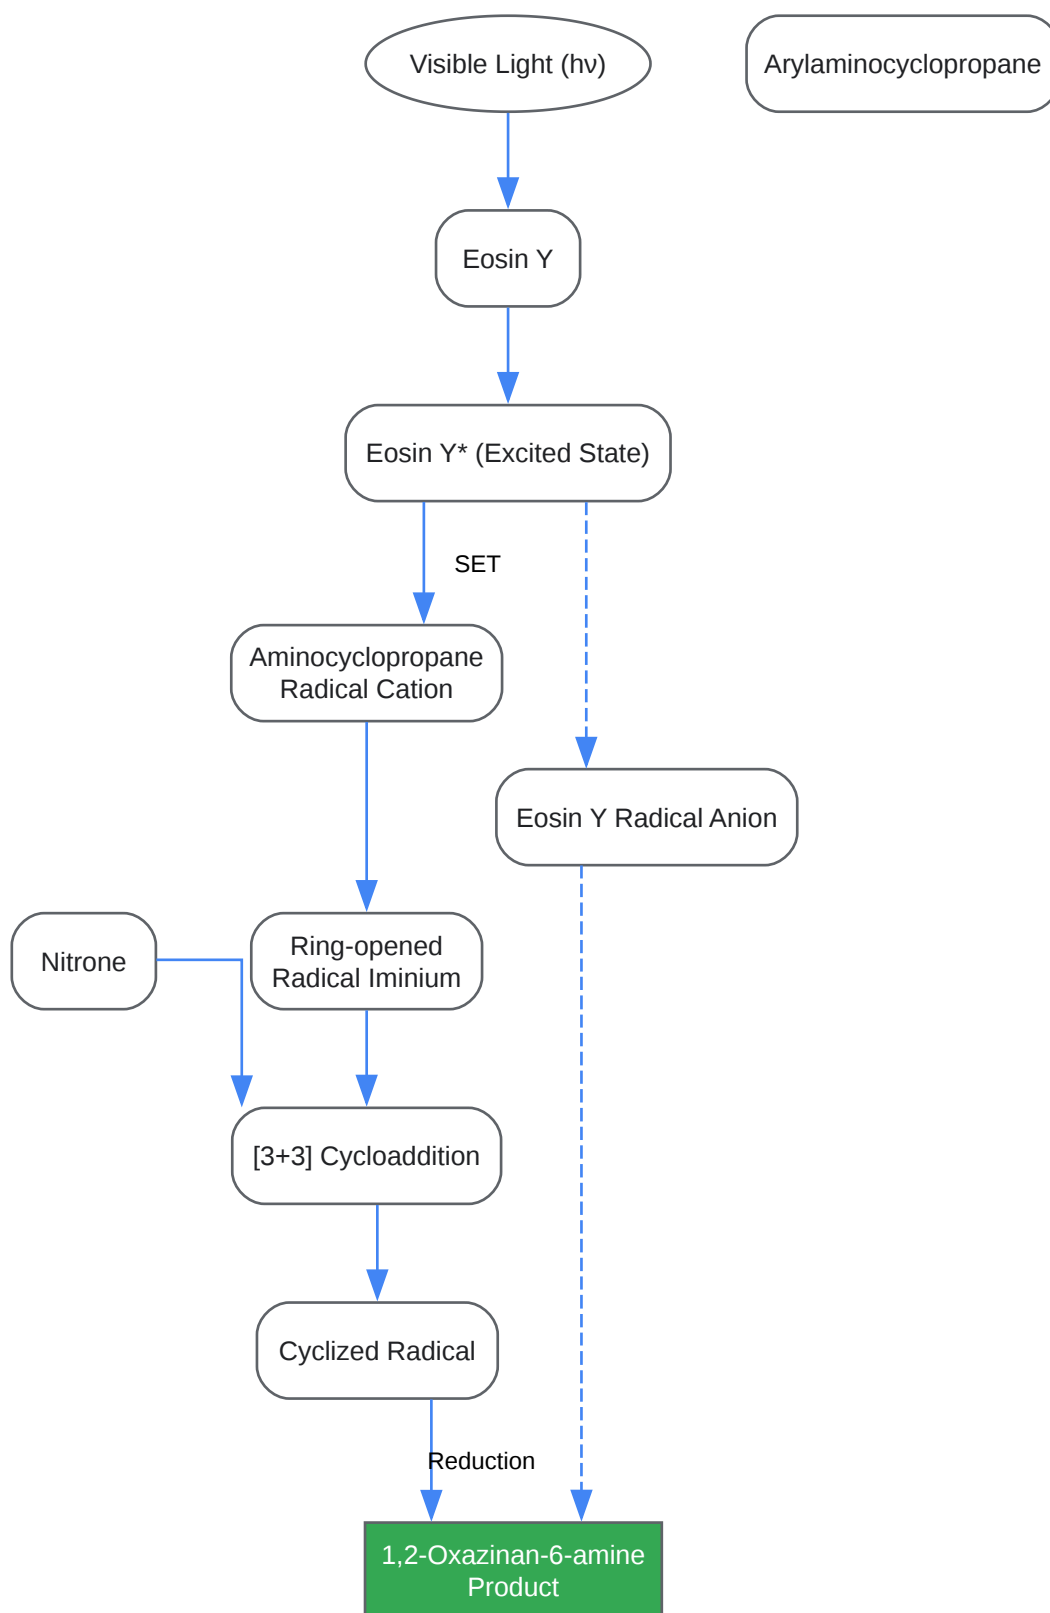 Visible Light (hν)
Arylaminocyclopropane
Eosin Y
Eosin Y* (Excited State)
SET
Aminocyclopropane
Radical Cation
Eosin Y Radical Anion
Nitrone
Ring-opened
Radical Iminium
[3+3] Cycloaddition
Cyclized Radical
Reduction
1,2-Oxazinan-6-amine
Product